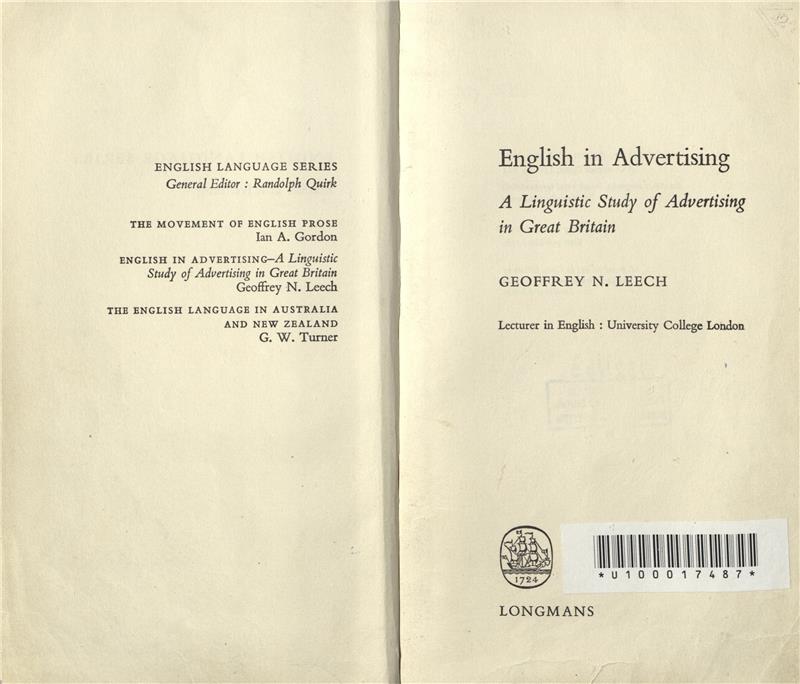 ENGLISH LANGUAGE SERIES
General Editor : Randolph Quirk
THE MOVEMENT OF ENGLISH PROSE
Ian A. Gordon
ENGLISH IN ADVERTISING—A Linguistic
Study of Advertising in Great Britain
Geoffrey N. Leech
THE ENGLISH LANGUAGE IN AUSTRALIA
AND NEW ZEALAND
G. W. Turner
English in Advertising
A Linguistic Study of Advertising
in Great Britain
GEOFFREY N. LEECH
Lecturer in English : University College London
1724
*U100017487*
LONGMANS